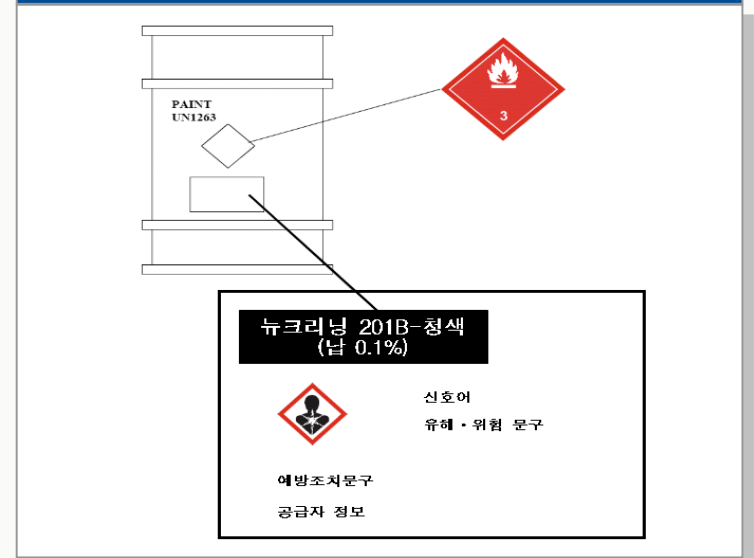 PAINT
UN1263
3
뉴크리닝 201B-청색
(납 0.1%)
신호어
유해・위험 문구
예방조치문구
공급자 정보